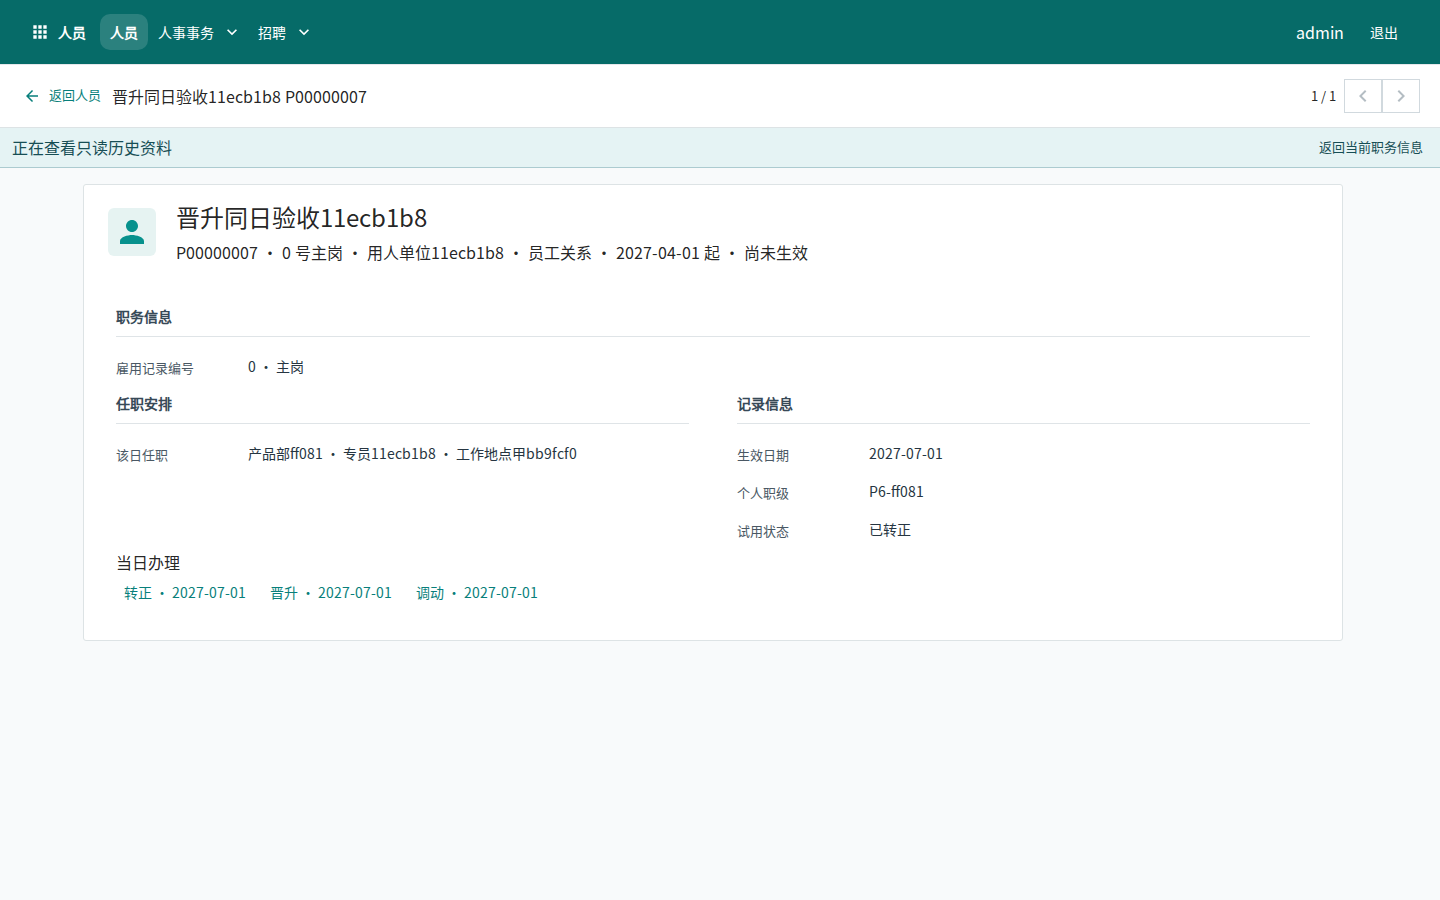 人员 人员 人事事务 招聘 admin 退出
返回人员 晋升同日验收11ecb1b8 P00000007 1 / 1
正在查看只读历史资料 返回当前职务信息
晋升同日验收11ecb1b8
P00000007 • 0 号主岗 • 用人单位11ecb1b8 • 员工关系 • 2027-04-01 起 • 尚未生效
职务信息
雇用记录编号 0 • 主岗
任职安排
该日任职 产品部ff081 • 专员11ecb1b8 • 工作地点甲bb9fcf0
记录信息
生效日期 2027-07-01
个人职级 P6-ff081
试用状态 已转正
当日办理
转正 • 2027-07-01 晋升 • 2027-07-01 调动 • 2027-07-01